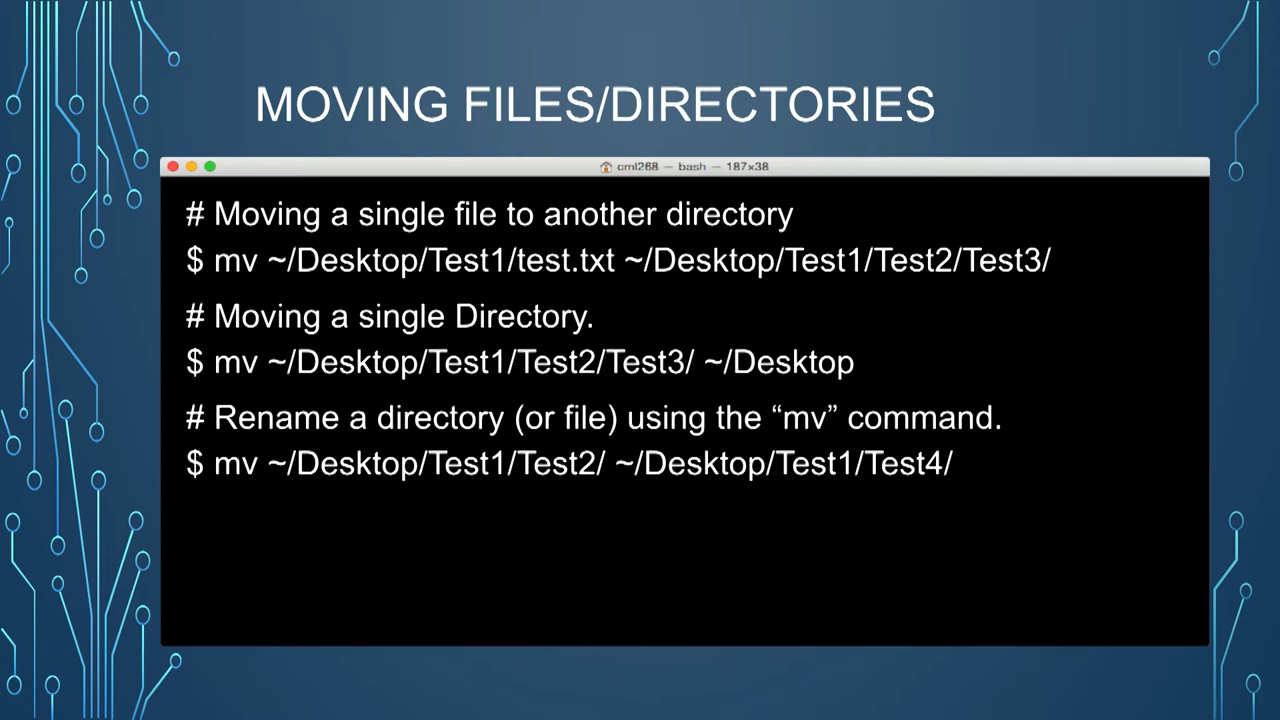 MOVING FILES/DIRECTORIES
cml268 — bash — 187×38
# Moving a single file to another directory
$ mv ~/Desktop/Test1/test.txt ~/Desktop/Test1/Test2/Test3/
# Moving a single Directory.
$ mv ~/Desktop/Test1/Test2/Test3/ ~/Desktop
# Rename a directory (or file) using the “mv” command.
$ mv ~/Desktop/Test1/Test2/ ~/Desktop/Test1/Test4/